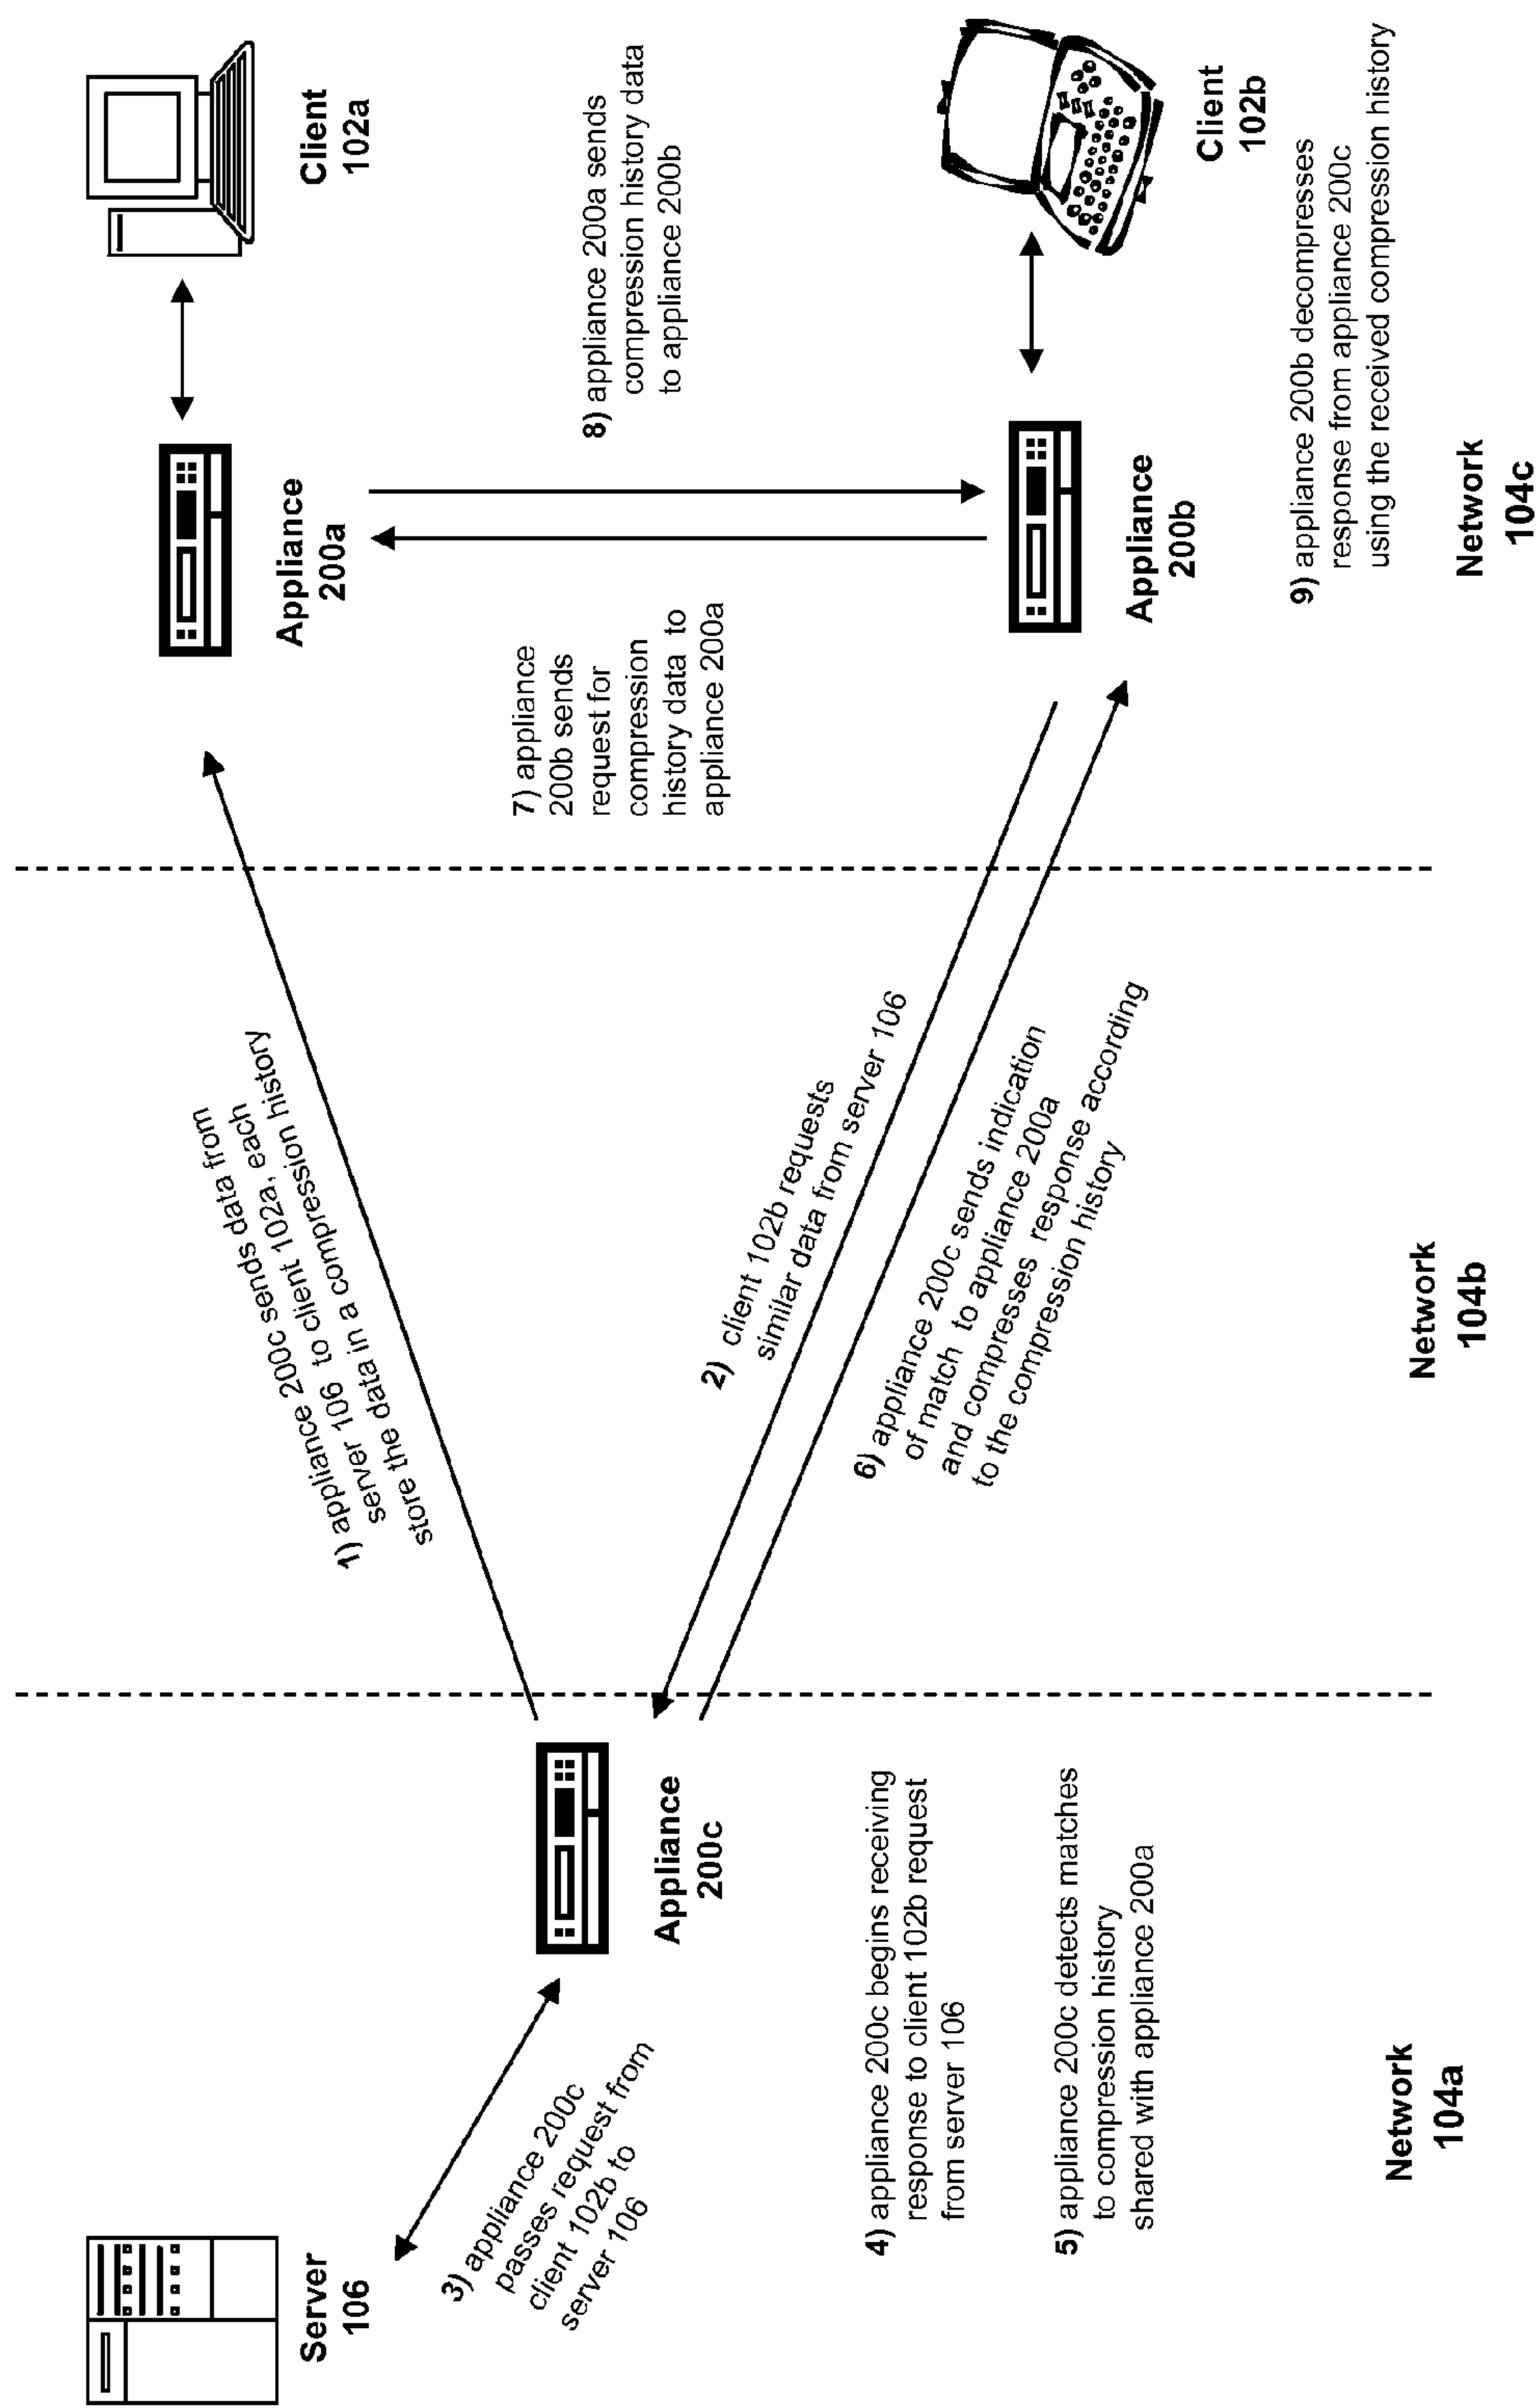 Server
106
3) appliance 200c
passes request from
client 102b to
server 106
Appliance
200c
4) appliance 200c begins receiving
response to client 102b request
from server 106
5) appliance 200c detects matches
to compression history
shared with appliance 200a
Network
104a
1) appliance 200c sends data from
server 106 to client 102a, each
store the data in a compression history
2) client 102b requests
similar data from server 106
6) appliance 200c sends indication
of match to appliance 200a
and compresses response according
to the compression history
Network
104b
Client
102a
Appliance
200a
7) appliance
200b sends
request for
compression
history data to
appliance 200a
8) appliance 200a sends
compression history data
to appliance 200b
Appliance
200b
Client
102b
9) appliance 200b decompresses
response from appliance 200c
using the received compression history
Network
104c